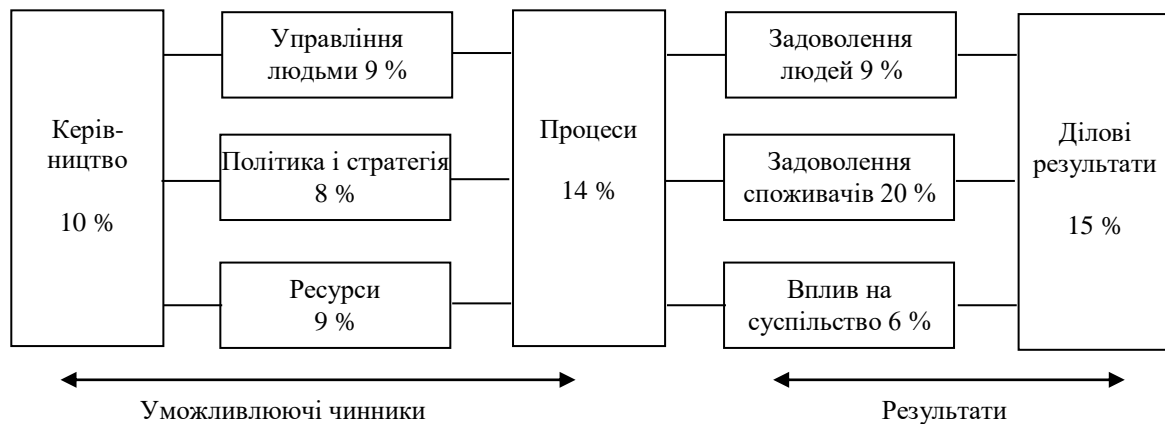 Керів-
ництво
10 %
Управління
людьми 9 %
Політика і стратегія
8 %
Ресурси
9 %
Процеси
14 %
Задоволення
людей 9 %
Задоволення
споживачів 20 %
Вплив на
суспільство 6 %
Ділові
результати
15 %
Уможливлюючі чинники
Результати